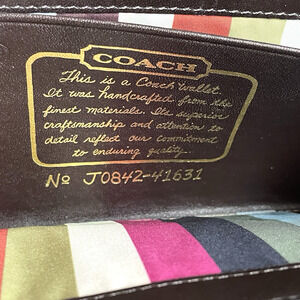 COACH
This is a Coach Wallet.
It was handcrafted from the
finest materials. Its superior
craftsmanship and attention to
detail reflect our commitment
to enduring quality.
No J0842-41631